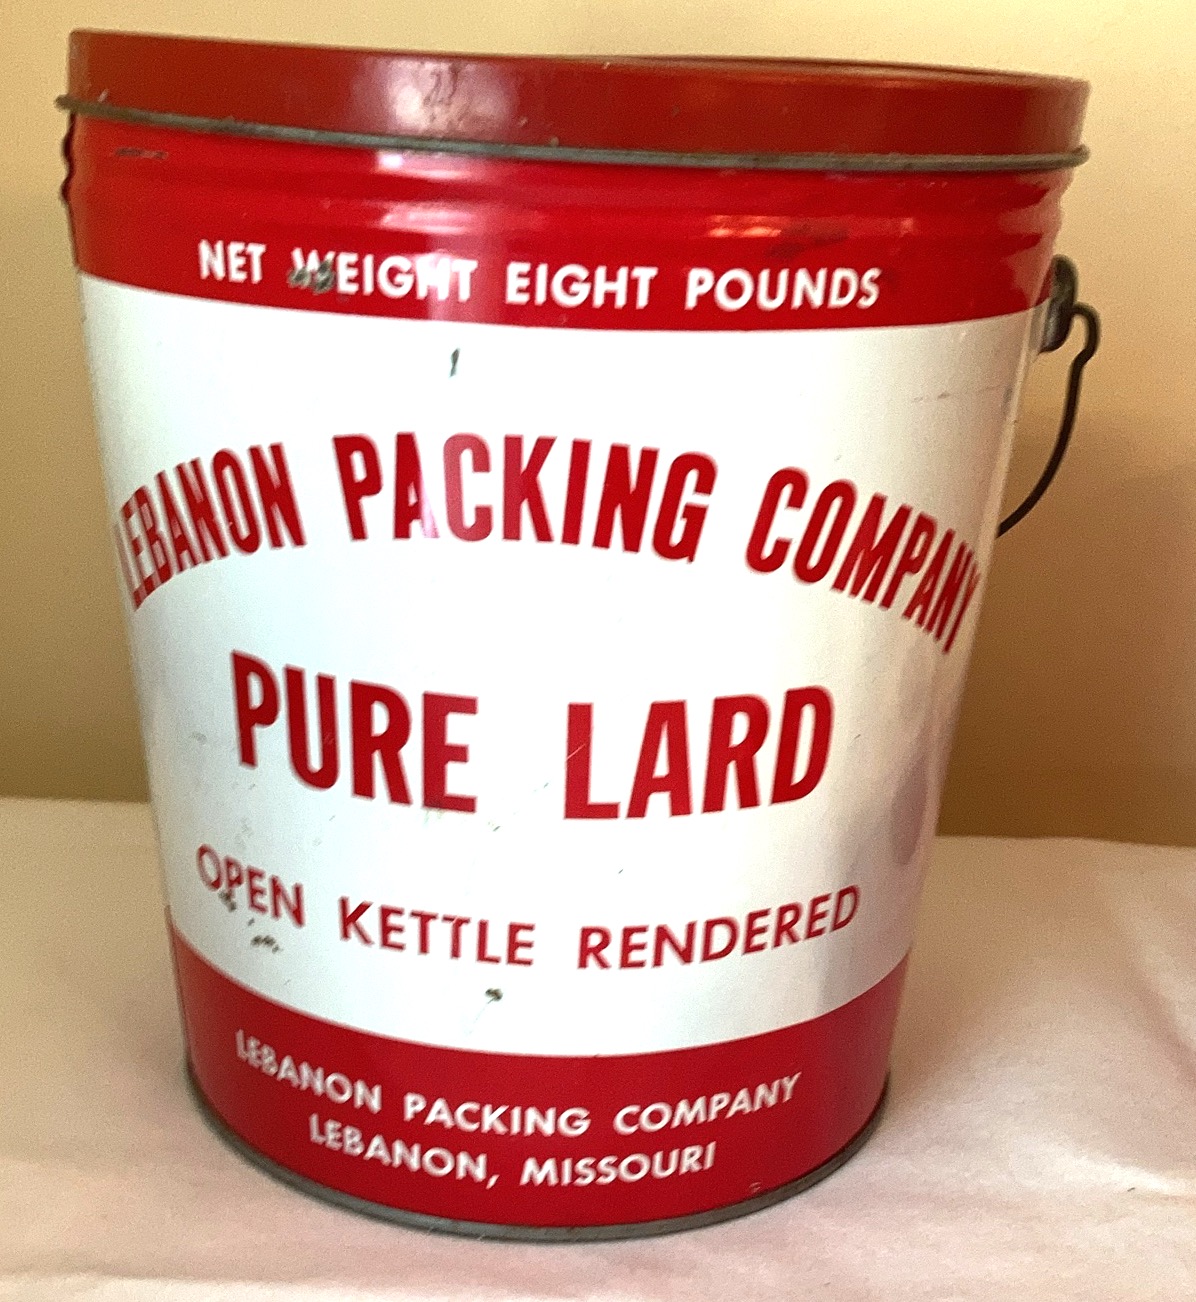 NET WEIGHT EIGHT POUNDS
LEBANON PACKING COMPANY
PURE LARD
OPEN KETTLE RENDERED
LEBANON PACKING COMPANY
LEBANON, MISSOURI